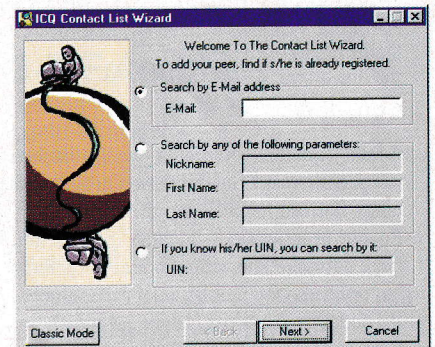 ICQ Contact List Wizard
Welcome To The Contact List Wizard.
To add your peer, find if s/he is already registered.
Search by E-Mail address
E-Mail:
Search by any of the following parameters:
Nickname:
First Name:
Last Name:
If you know his/her UIN, you can search by it:
UIN:
Classic Mode
< Back
Next >
Cancel